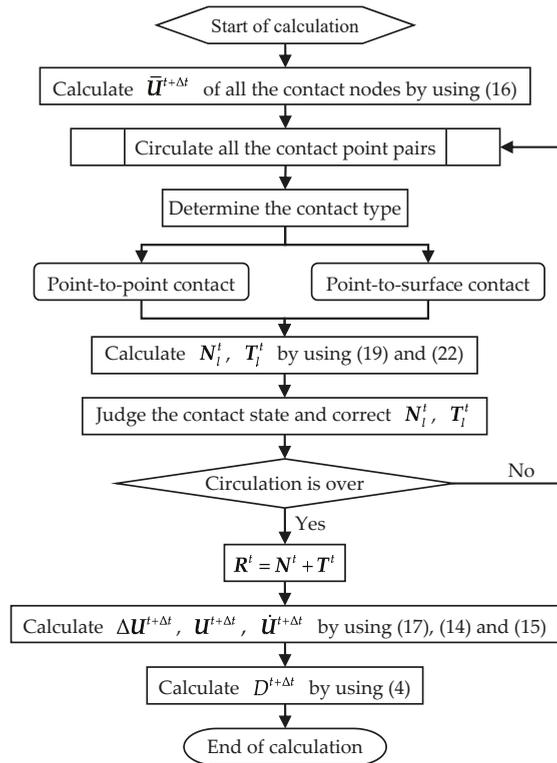 Start of calculation
Calculate Ū^{t+Δt} of all the contact nodes by using (16)
Circulate all the contact point pairs
Determine the contact type
Point-to-point contact
Point-to-surface contact
Calculate N_l^t, T_l^t by using (19) and (22)
Judge the contact state and correct N_l^t, T_l^t
Circulation is over
No
Yes
R^t = N^t + T^t
Calculate ΔU^{t+Δt}, U^{t+Δt}, U̇^{t+Δt} by using (17), (14) and (15)
Calculate D^{t+Δt} by using (4)
End of calculation